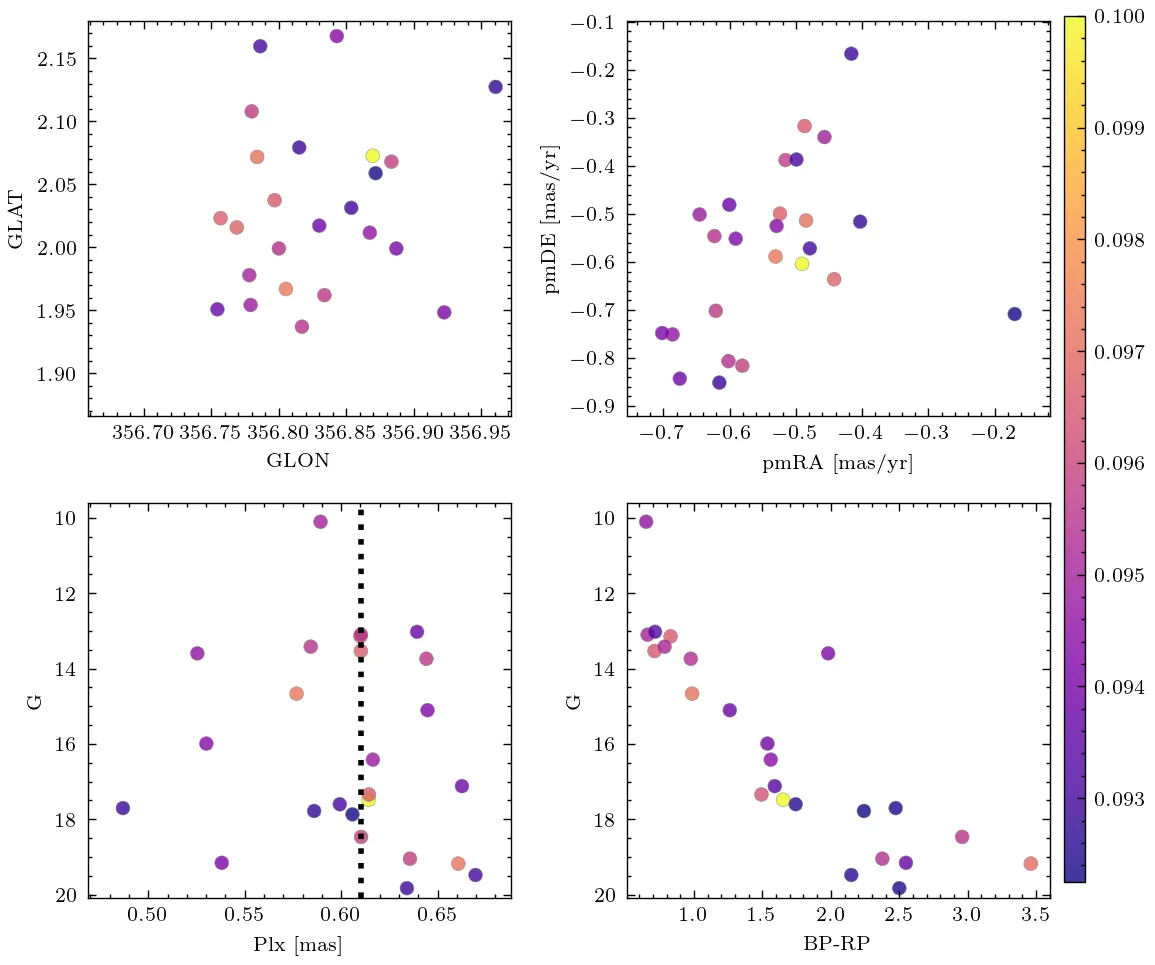 2.15
2.10
2.05
2.00
1.95
1.90
GLAT
356.70 356.75 356.80 356.85 356.90 356.95
GLON
−0.1
−0.2
−0.3
−0.4
−0.5
−0.6
−0.7
−0.8
−0.9
pmDE [mas/yr]
−0.7 −0.6 −0.5 −0.4 −0.3 −0.2
pmRA [mas/yr]
10
12
14
16
18
20
G
0.50 0.55 0.60 0.65
Plx [mas]
10
12
14
16
18
20
G
1.0 1.5 2.0 2.5 3.0 3.5
BP-RP
0.100
0.099
0.098
0.097
0.096
0.095
0.094
0.093